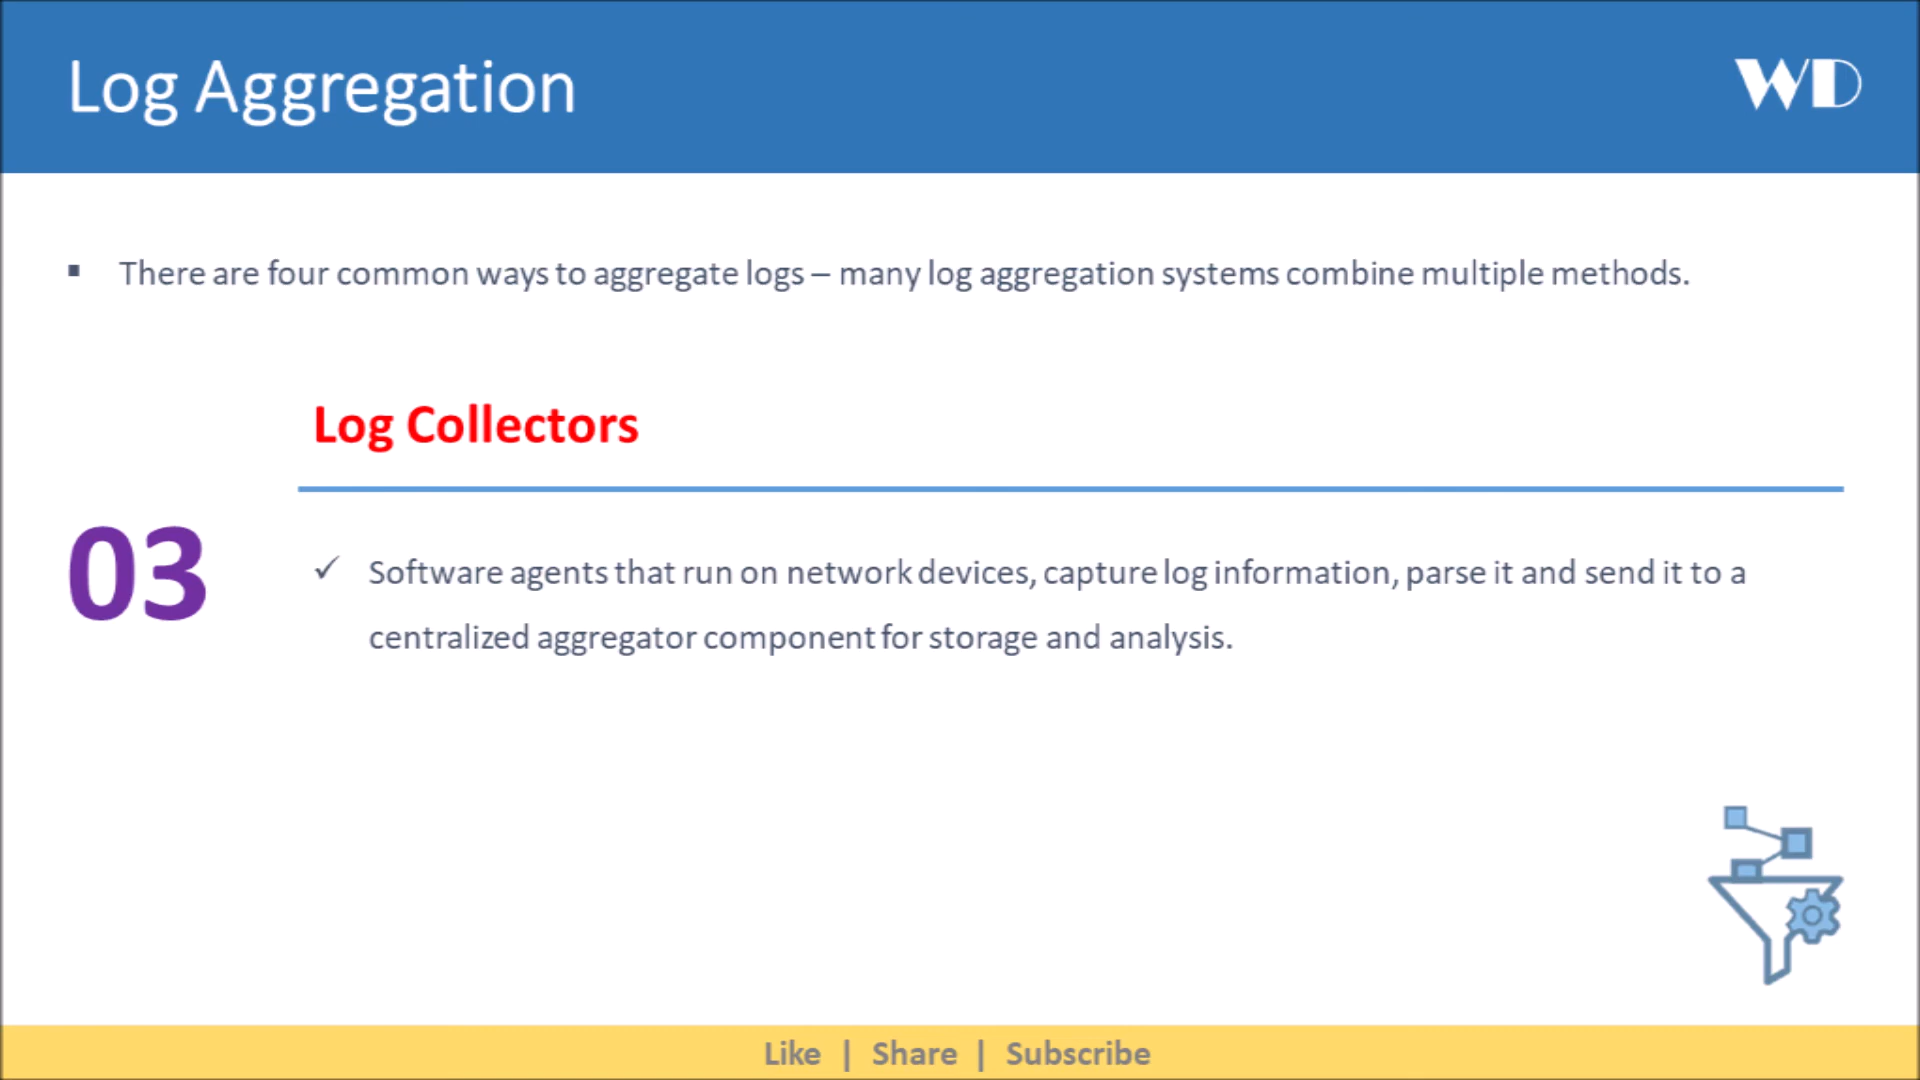 Log Aggregation
WD
▪ There are four common ways to aggregate logs – many log aggregation systems combine multiple methods.
Log Collectors
03
✓ Software agents that run on network devices, capture log information, parse it and send it to a
centralized aggregator component for storage and analysis.
Like | Share | Subscribe